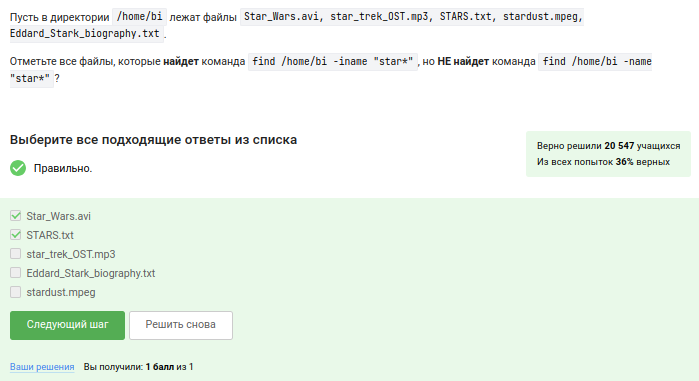 Пусть в директории /home/bi лежат файлы Star_Wars.avi, star_trek_OST.mp3, STARS.txt, stardust.mpeg,
Eddard_Stark_biography.txt.
Отметьте все файлы, которые найдет команда find /home/bi -iname "star*", но НЕ найдет команда find /home/bi -name
"star*" ?
Выберите все подходящие ответы из списка
Верно решили 20 547 учащихся
Из всех попыток 36% верных
Правильно.
Star_Wars.avi
STARS.txt
star_trek_OST.mp3
Eddard_Stark_biography.txt
stardust.mpeg
Следующий шаг
Решить снова
Ваши решения Вы получили: 1 балл из 1